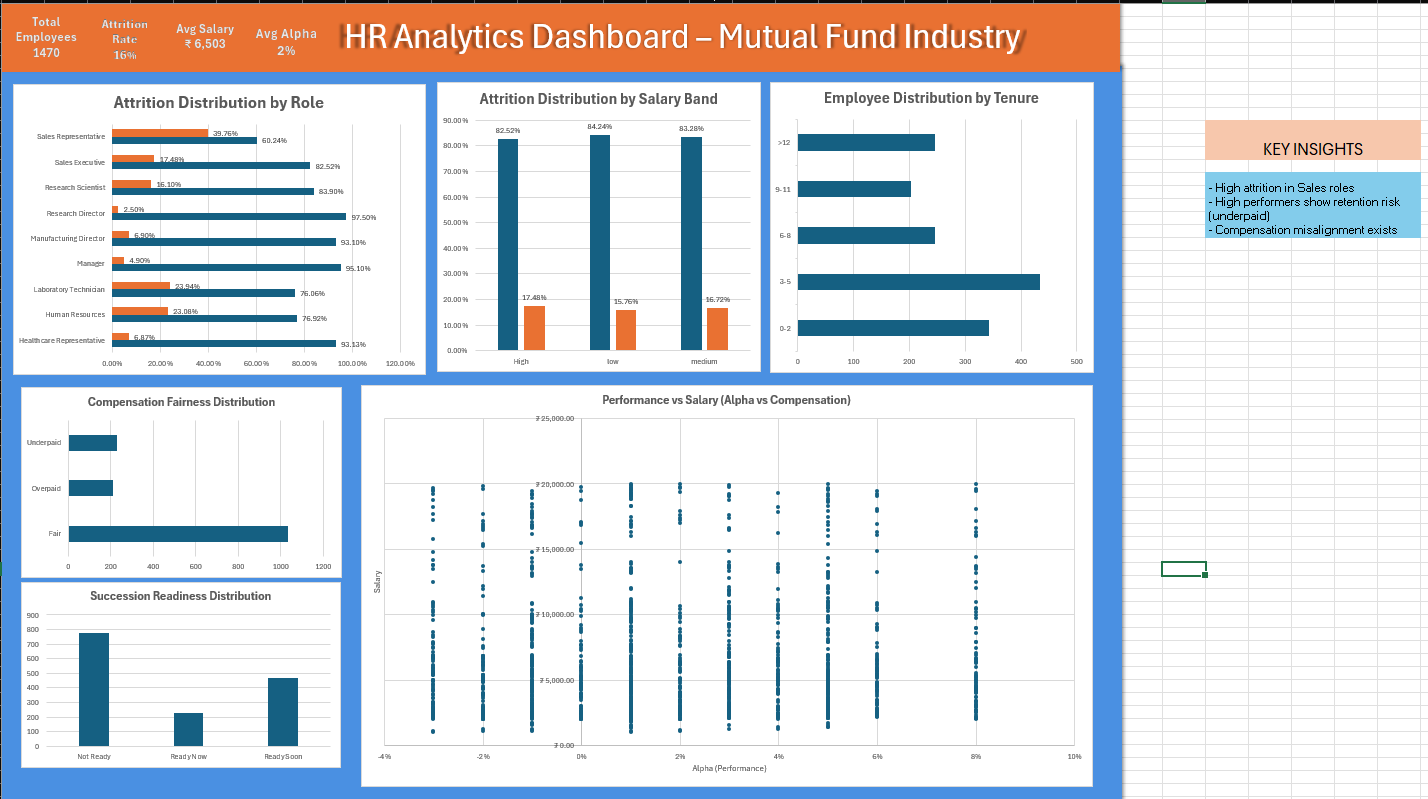 Total
Employees
1470
Attrition
Rate
16%
Avg Salary
₹ 6,503
Avg Alpha
2%
HR Analytics Dashboard – Mutual Fund Industry
Attrition Distribution by Role
Sales Representative
39.76%
60.24%
Sales Executive
17.48%
82.52%
Research Scientist
16.10%
83.90%
Research Director
2.50%
97.50%
Manufacturing Director
6.90%
93.10%
Manager
4.90%
95.10%
Laboratory Technician
23.94%
76.06%
Human Resources
23.08%
76.92%
Healthcare Representative
6.87%
93.13%
0.00% 20.00% 40.00% 60.00% 80.00% 100.00% 120.00%
Attrition Distribution by Salary Band
90.00%
80.00%
70.00%
60.00%
50.00%
40.00%
30.00%
20.00%
10.00%
0.00%
82.52% 84.24% 83.28%
17.48% 15.76% 16.72%
High low medium
Employee Distribution by Tenure
>12
9-11
6-8
3-5
0-2
0 100 200 300 400 500
KEY INSIGHTS
- High attrition in Sales roles
- High performers show retention risk
(underpaid)
- Compensation misalignment exists
Compensation Fairness Distribution
Underpaid
Overpaid
Fair
0 200 400 600 800 1000 1200
Succession Readiness Distribution
900
800
700
600
500
400
300
200
100
0
Not Ready Ready Now Ready Soon
Performance vs Salary (Alpha vs Compensation)
Salary
₹ 25,000.00
₹ 20,000.00
₹ 15,000.00
₹ 10,000.00
₹ 5,000.00
₹ 0.00
-4% -2% 0% 2% 4% 6% 8% 10%
Alpha (Performance)